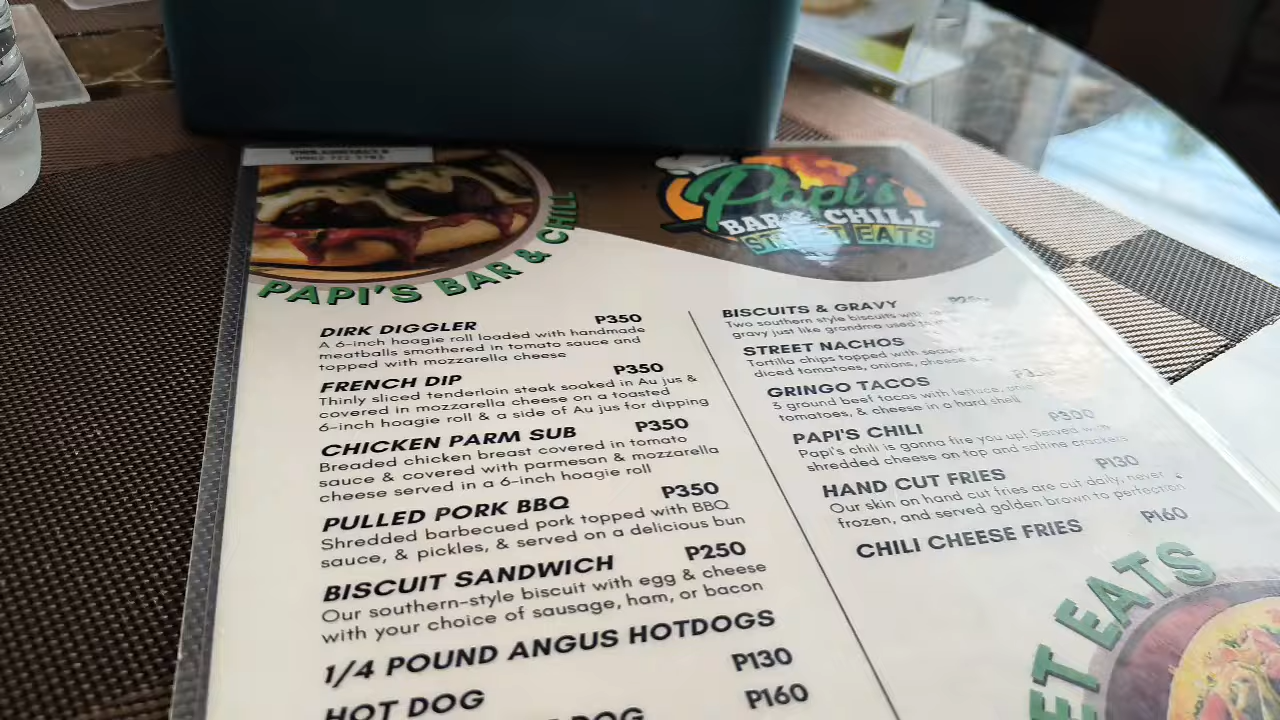 PAPI'S BAR & CHILL
Papi's
BAR & CHILL
STREET EATS
DIRK DIGGLER P350
A 6-inch hoagie roll loaded with handmade
meatballs smothered in tomato sauce and
topped with mozzarella cheese
FRENCH DIP P350
Thinly sliced tenderloin steak soaked in Au jus &
covered in mozzarella cheese on a toasted
6-inch hoagie roll & a side of Au jus for dipping
CHICKEN PARM SUB P350
Breaded chicken breast covered in tomato
sauce & covered with parmesan & mozzarella
cheese served in a 6-inch hoagie roll
PULLED PORK BBQ P350
Shredded barbecued pork topped with BBQ
sauce, & pickles, & served on a delicious bun
BISCUIT SANDWICH P250
Our southern-style biscuit with egg & cheese
with your choice of sausage, ham, or bacon
1/4 POUND ANGUS HOTDOGS
HOT DOG P130
DOG P160
BISCUITS & GRAVY
Two southern style biscuits with
gravy just like grandma used
STREET NACHOS
Tortilla chips topped with
diced tomatoes, onions, cheese
GRINGO TACOS
3 ground beef tacos with lettuce,
tomatoes, & cheese in a hard shell
PAPI'S CHILI P300
Papi's chili is gonna fire you up! Served with
shredded cheese on top and saltine crackers
HAND CUT FRIES P130
Our skin on hand cut fries are cut daily, never
frozen, and served golden brown to perfection
CHILI CHEESE FRIES P160
ET EATS